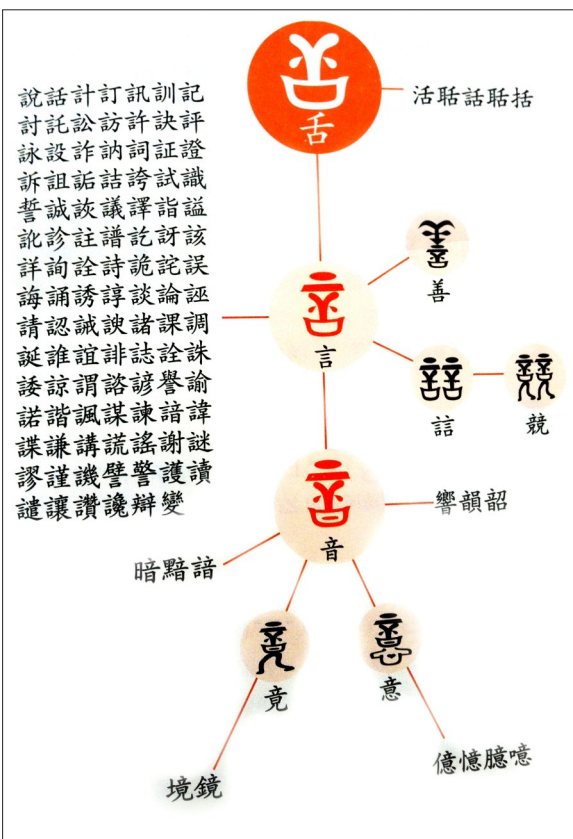 說話計訂訊訓記
討託訟訪許訣評
詠設詐訥詞証證
訴詛詬詰誇試識
誓誠詼議譯詣謚
訛診註譜訖訝該
詳詢詮詩詭詫誤
誨誦誘諄談論誣
請認誡諛諸課調
誕誰誼誹誌詮誅
諉諒謂諮諺譽諭
諾諧諷謀諫諳諱
諜謙講謊謠謝謎
謬謹譏譬警護讀
譴讓讚讒辯變
舌
活聒話聒括
善
言
誩
競
音
響韻韶
暗黯諳
竟
意
境鏡
億憶臆噫